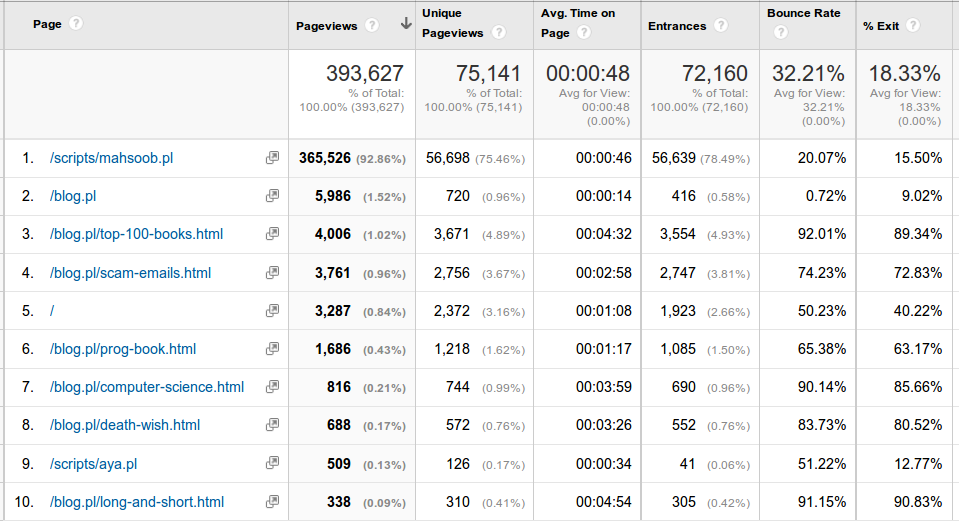 Page ? Pageviews ? Unique Pageviews ? Avg. Time on Page ? Entrances ? Bounce Rate ? % Exit ?
393,627 75,141 00:00:48 72,160 32.21% 18.33%
% of Total: 100.00% (393,627) % of Total: 100.00% (75,141) Avg for View: 00:00:48 (0.00%) % of Total: 100.00% (72,160) Avg for View: 32.21% (0.00%) Avg for View: 18.33% (0.00%)
1. /scripts/mahsoob.pl 365,526 (92.86%) 56,698 (75.46%) 00:00:46 56,639 (78.49%) 20.07% 15.50%
2. /blog.pl 5,986 (1.52%) 720 (0.96%) 00:00:14 416 (0.58%) 0.72% 9.02%
3. /blog.pl/top-100-books.html 4,006 (1.02%) 3,671 (4.89%) 00:04:32 3,554 (4.93%) 92.01% 89.34%
4. /blog.pl/scam-emails.html 3,761 (0.96%) 2,756 (3.67%) 00:02:58 2,747 (3.81%) 74.23% 72.83%
5. / 3,287 (0.84%) 2,372 (3.16%) 00:01:08 1,923 (2.66%) 50.23% 40.22%
6. /blog.pl/prog-book.html 1,686 (0.43%) 1,218 (1.62%) 00:01:17 1,085 (1.50%) 65.38% 63.17%
7. /blog.pl/computer-science.html 816 (0.21%) 744 (0.99%) 00:03:59 690 (0.96%) 90.14% 85.66%
8. /blog.pl/death-wish.html 688 (0.17%) 572 (0.76%) 00:03:26 552 (0.76%) 83.73% 80.52%
9. /scripts/aya.pl 509 (0.13%) 126 (0.17%) 00:00:34 41 (0.06%) 51.22% 12.77%
10. /blog.pl/long-and-short.html 338 (0.09%) 310 (0.41%) 00:04:54 305 (0.42%) 91.15% 90.83%